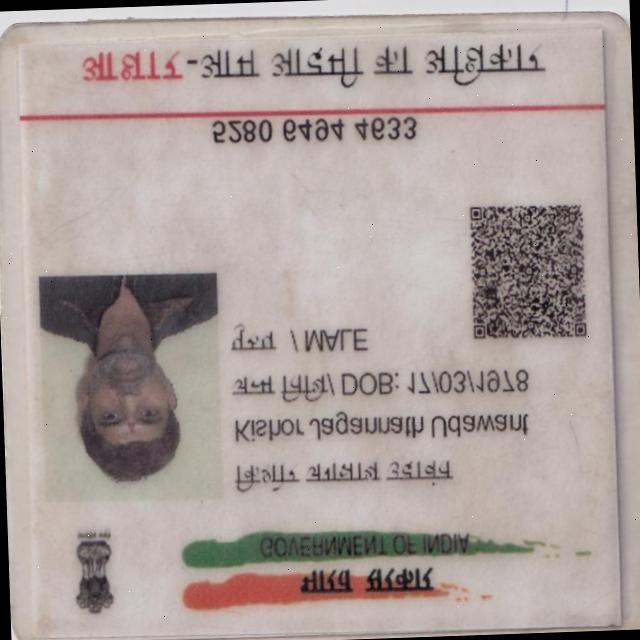 भारत सरकार
GOVERNMENT OF INDIA
किशोर जगन्नाथ उदावंत
Kishor Jagannath Udawant
जन्म तिथि/ DOB: 17/03/1978
पुरुष / MALE
5280 6494 4633
आधार-आम आदमी का अधिकार